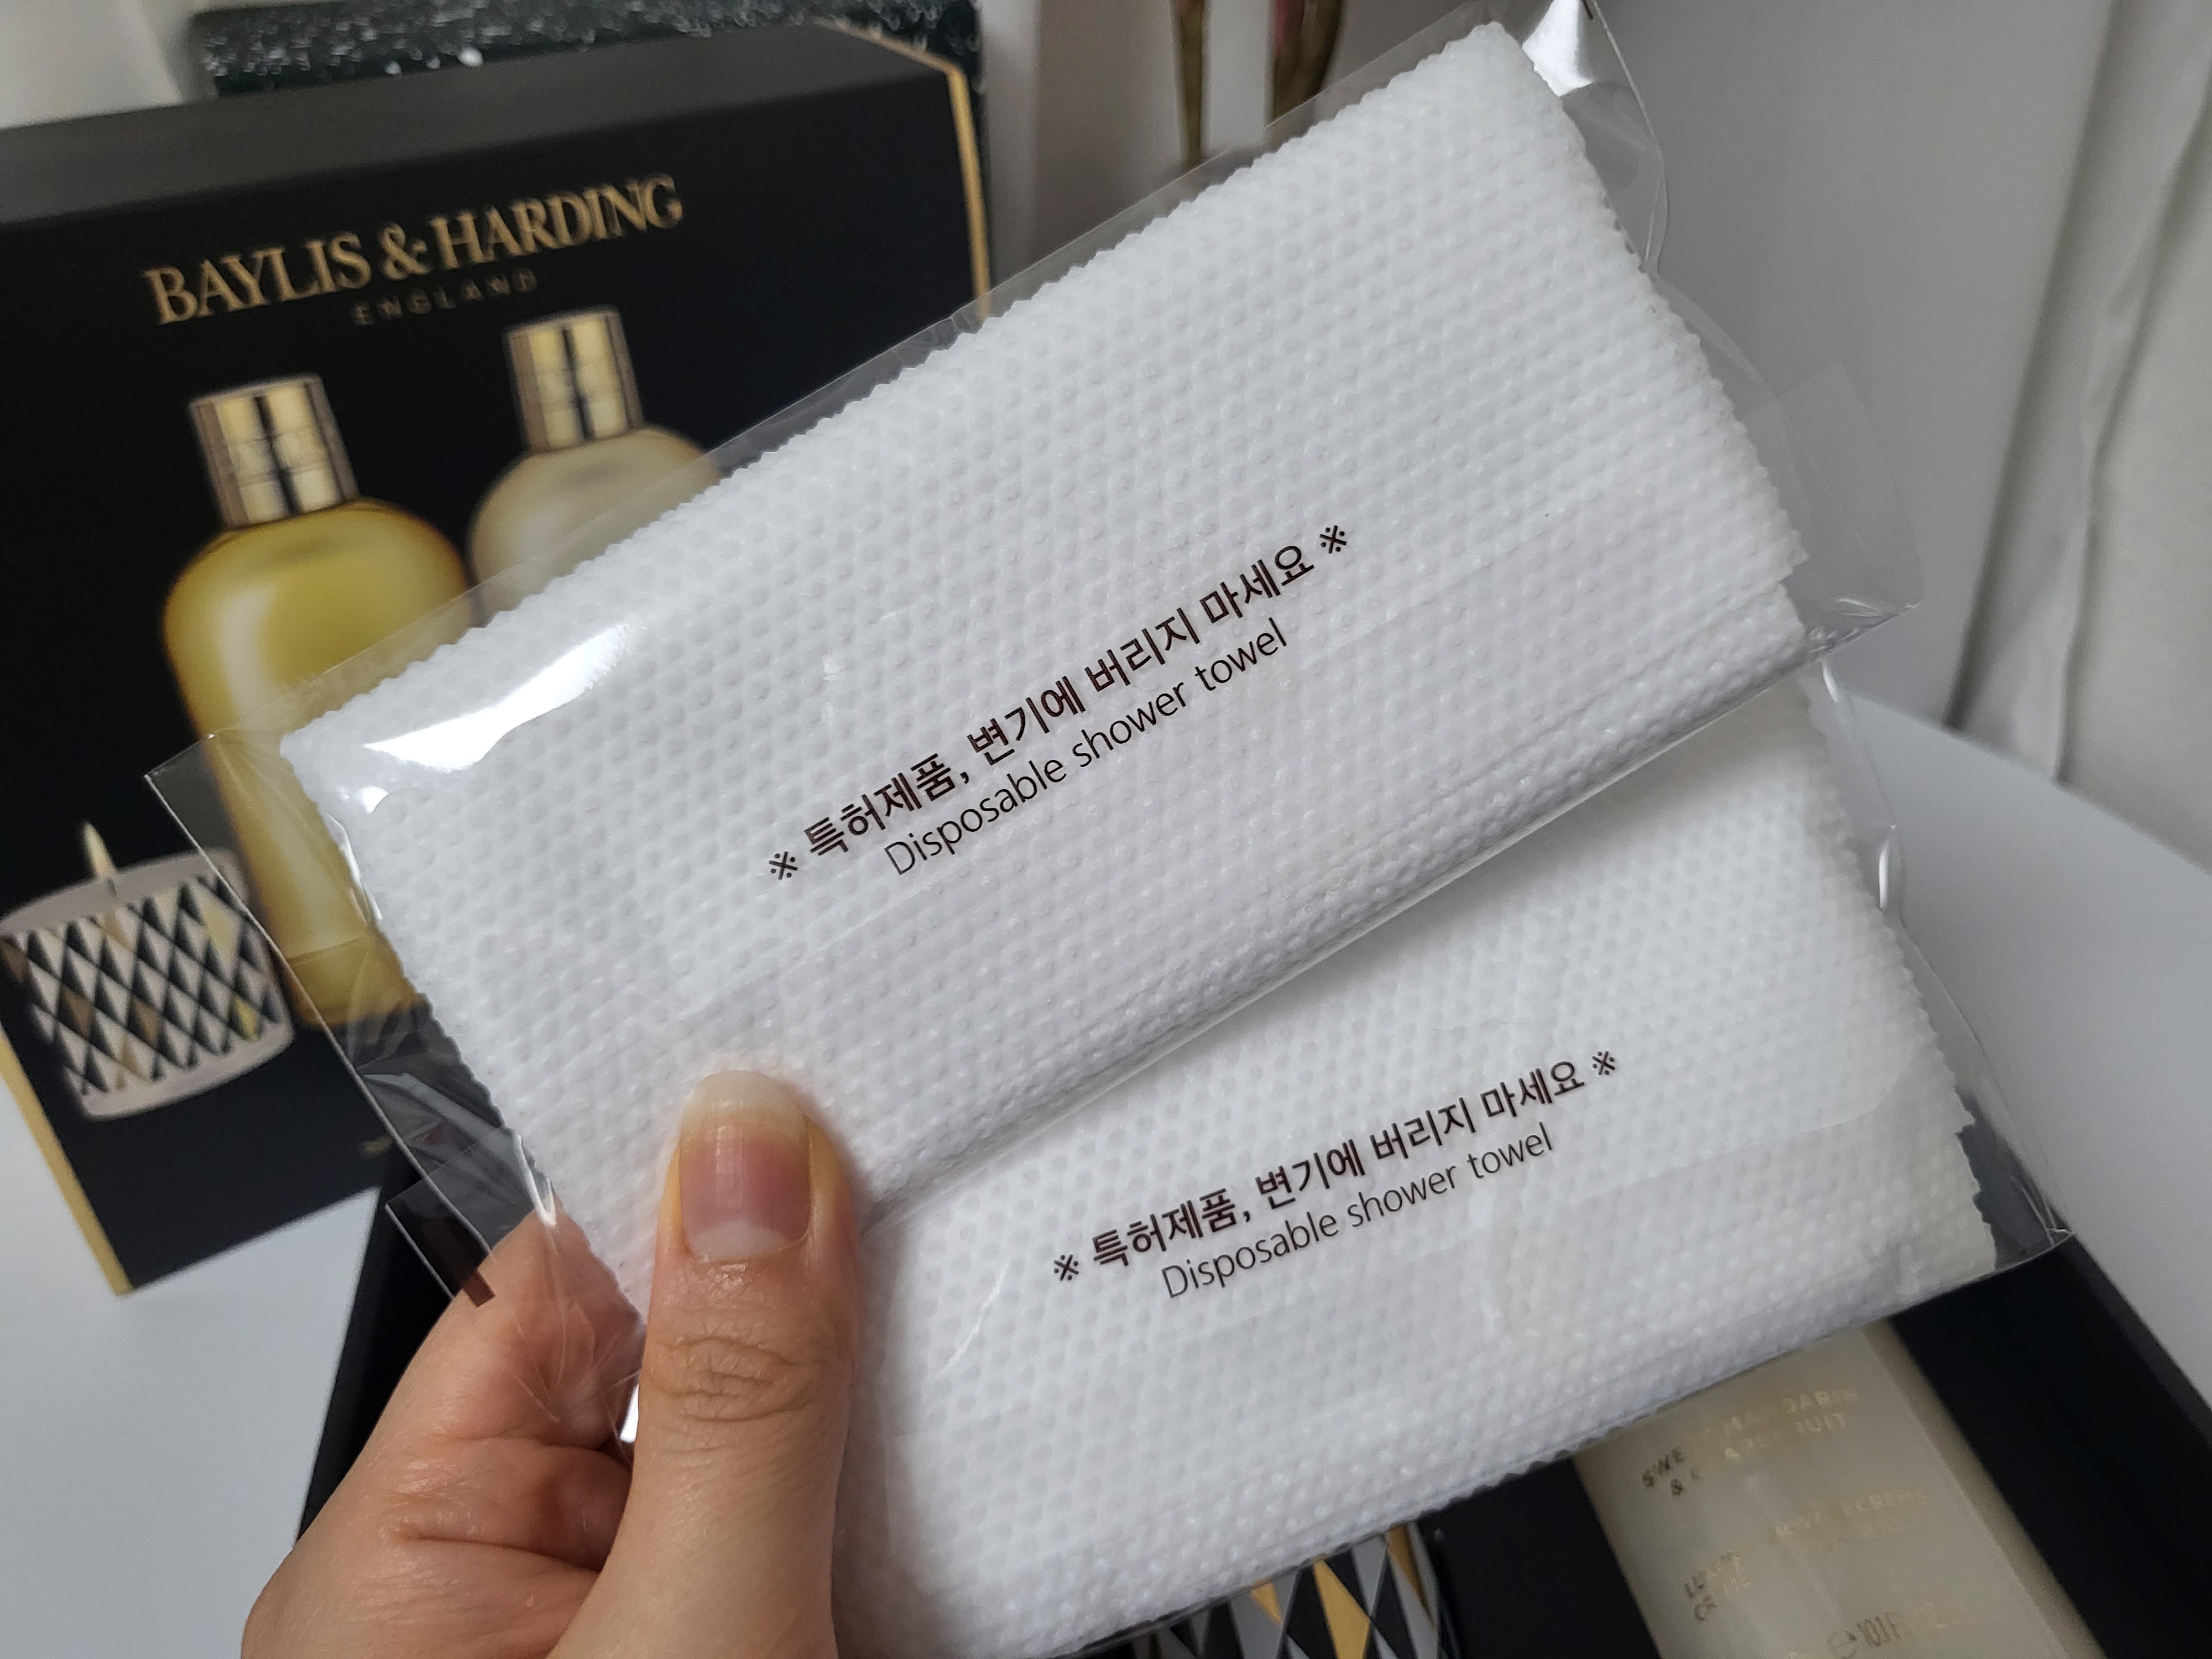 BAYLIS & HARDING
ENGLAND
※ 특허제품, 변기에 버리지 마세요 ※
Disposable shower towel
※ 특허제품, 변기에 버리지 마세요 ※
Disposable shower towel
MANDARIN
&